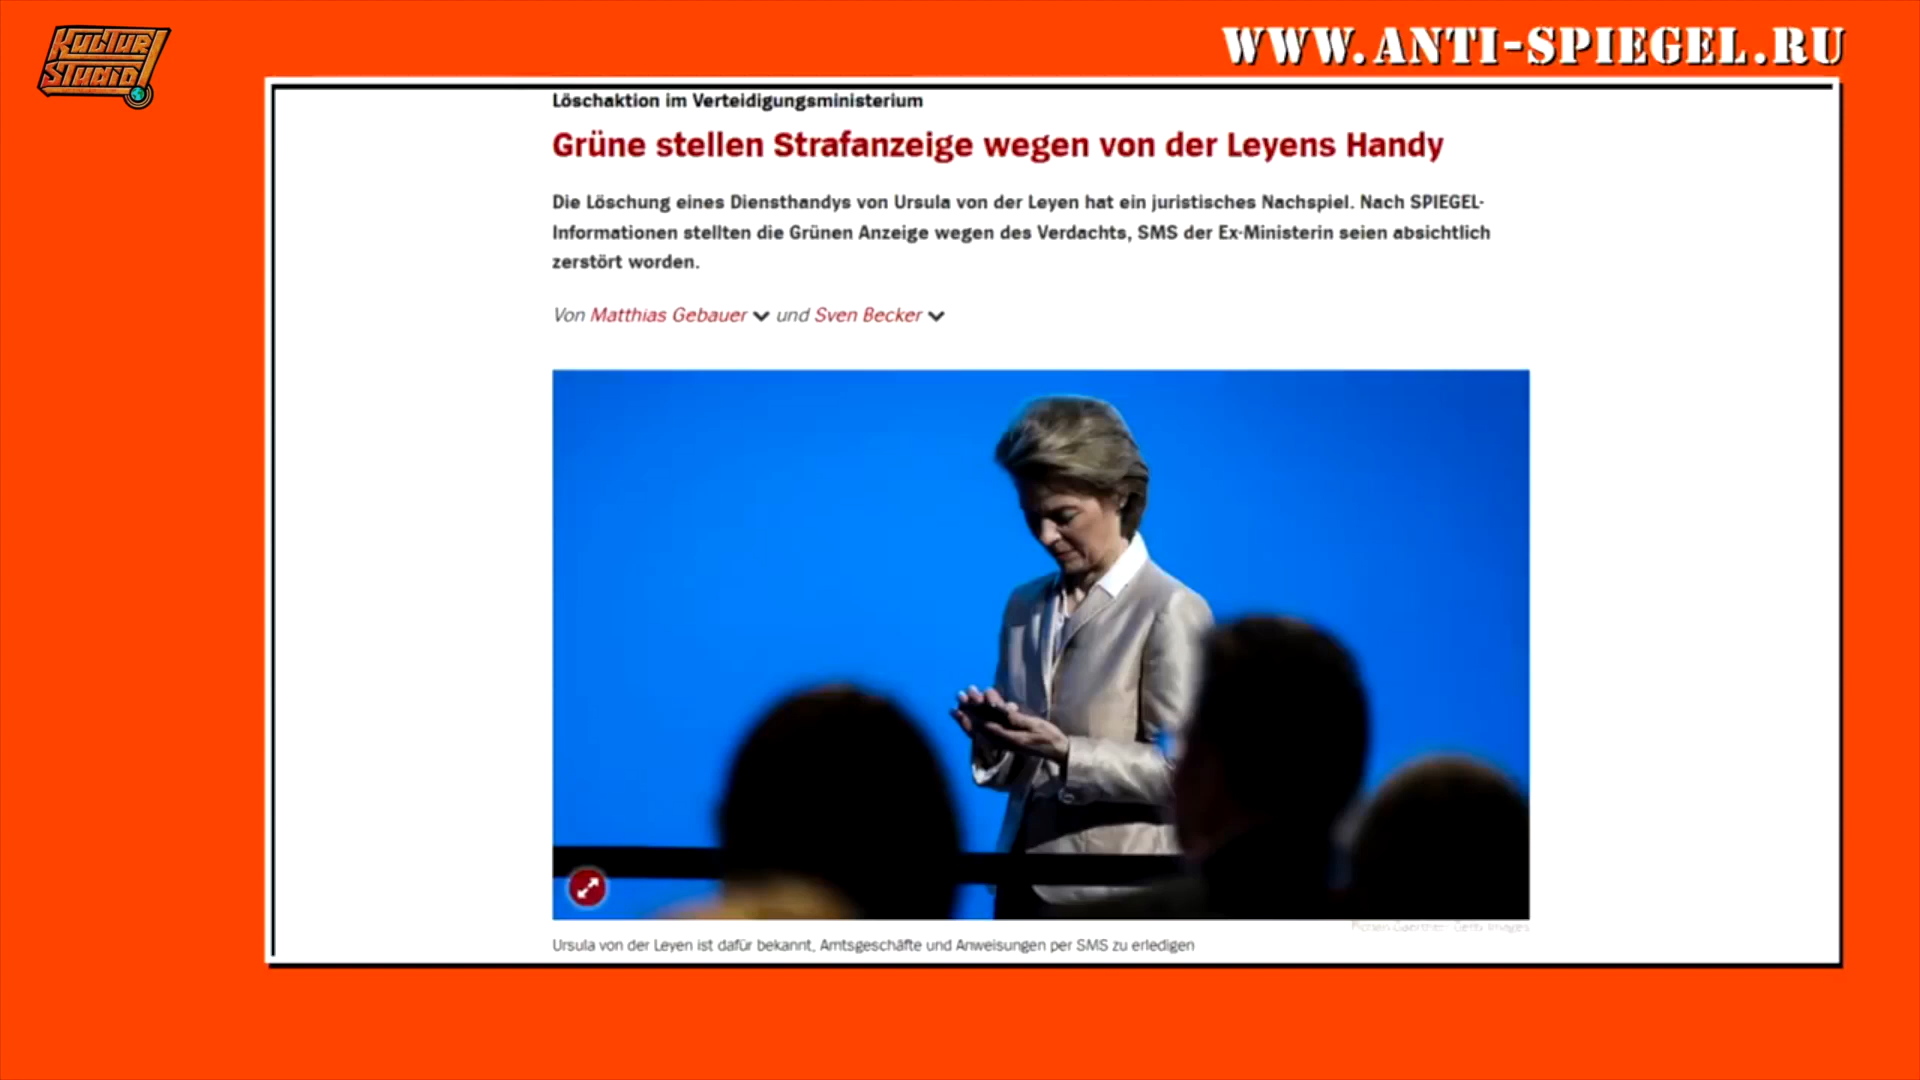 KULTUR
STUDIO!
WWW.ANTI-SPIEGEL.RU
Löschaktion im Verteidigungsministerium
Grüne stellen Strafanzeige wegen von der Leyens Handy
Die Löschung eines Diensthandys von Ursula von der Leyen hat ein juristisches Nachspiel. Nach SPIEGEL-
Informationen stellten die Grünen Anzeige wegen des Verdachts, SMS der Ex-Ministerin seien absichtlich
zerstört worden.
Von Matthias Gebauer und Sven Becker
Getty Images
Ursula von der Leyen ist dafür bekannt, Amtsgeschäfte und Anweisungen per SMS zu erledigen